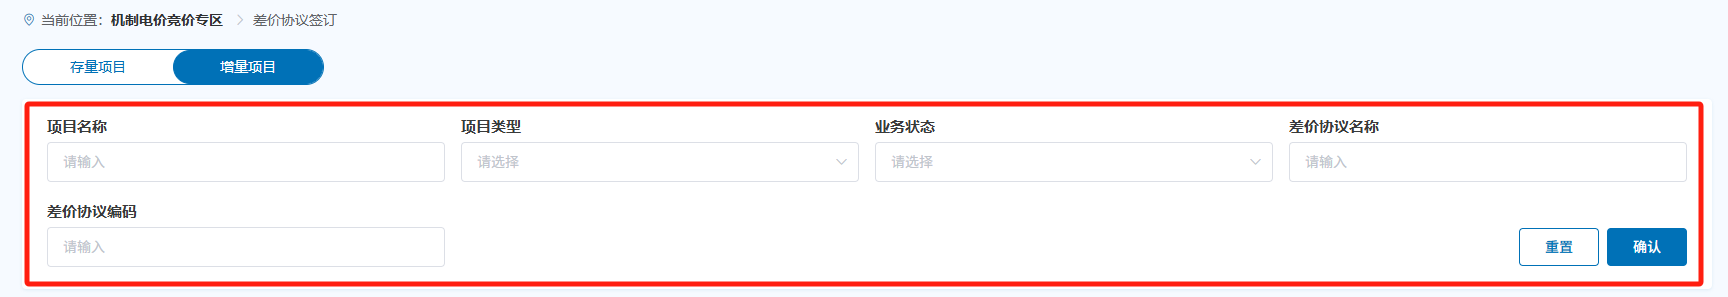 当前位置： 机制电价竞价专区 > 差价协议签订
存量项目 增量项目
项目名称 项目类型 业务状态 差价协议名称
请输入 请选择 请选择 请输入
差价协议编码
请输入 重置 确认